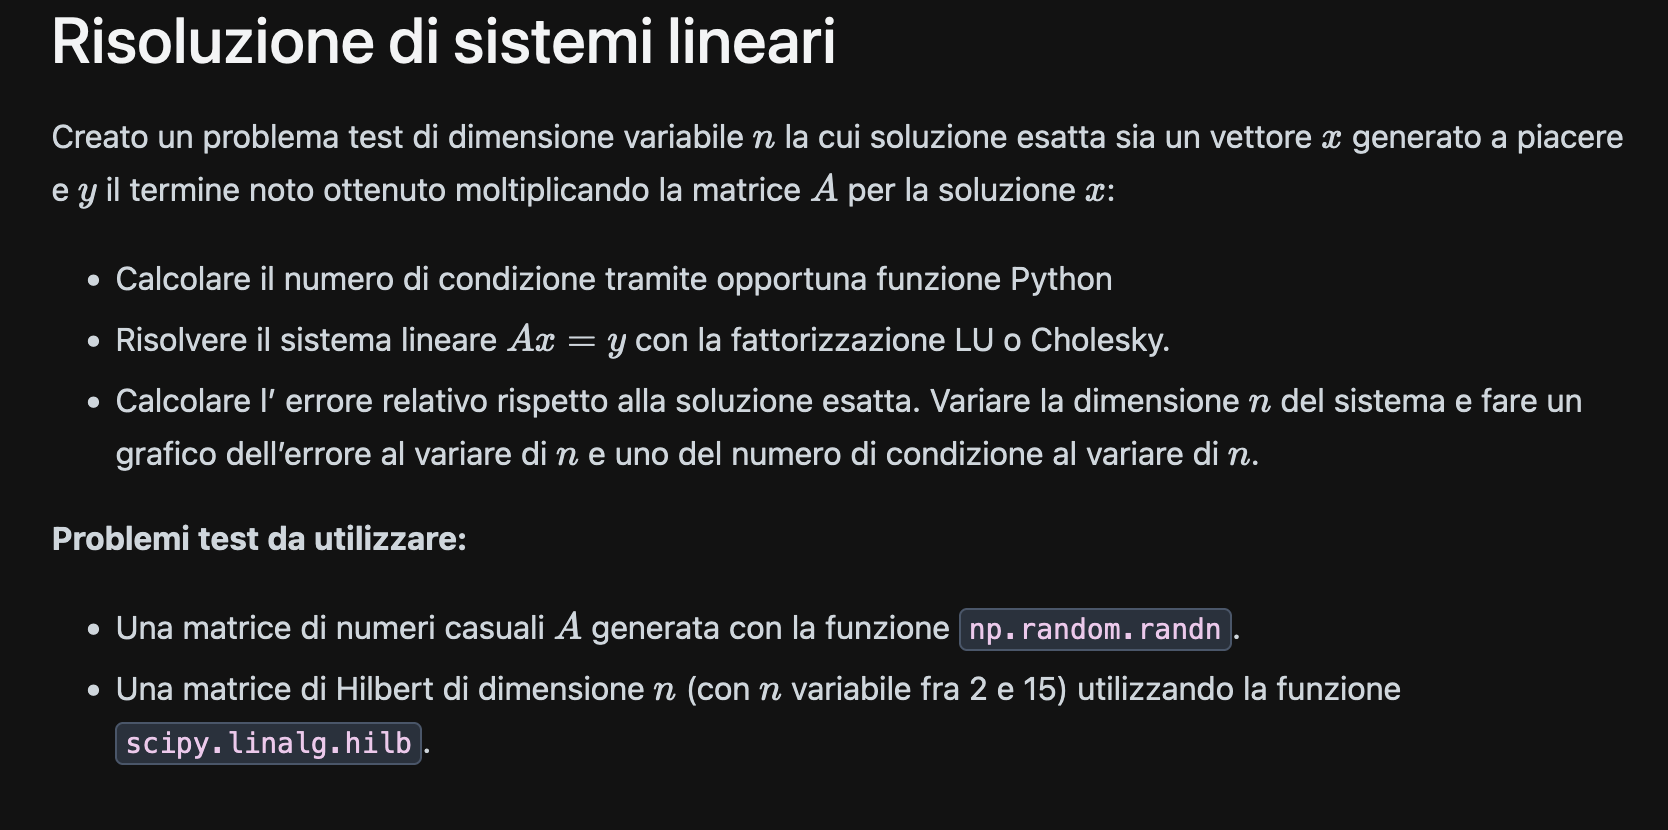 Risoluzione di sistemi lineari
Creato un problema test di dimensione variabile n la cui soluzione esatta sia un vettore x generato a piacere
e y il termine noto ottenuto moltiplicando la matrice A per la soluzione x:
• Calcolare il numero di condizione tramite opportuna funzione Python
• Risolvere il sistema lineare Ax = y con la fattorizzazione LU o Cholesky.
• Calcolare l’ errore relativo rispetto alla soluzione esatta. Variare la dimensione n del sistema e fare un
grafico dell’errore al variare di n e uno del numero di condizione al variare di n.
Problemi test da utilizzare:
• Una matrice di numeri casuali A generata con la funzione np.random.randn.
• Una matrice di Hilbert di dimensione n (con n variabile fra 2 e 15) utilizzando la funzione
scipy.linalg.hilb.